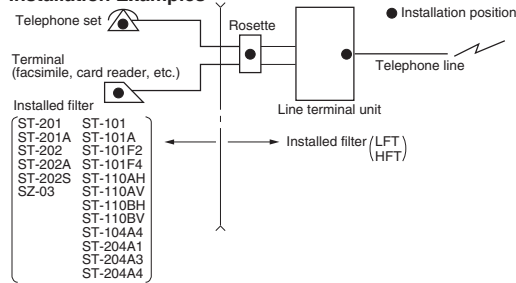 Installation Examples
Telephone set
Rosette
● Installation position
Terminal
(facsimile, card reader, etc.)
Telephone line
Line terminal unit
Installed filter
ST-201 ST-101
ST-201A ST-101A
ST-202 ST-101F2
ST-202A ST-101F4
ST-202S ST-110AH
SZ-03 ST-110AV
ST-110BH
ST-110BV
ST-104A4
ST-204A1
ST-204A3
ST-204A4
Installed filter (LFT
HFT)